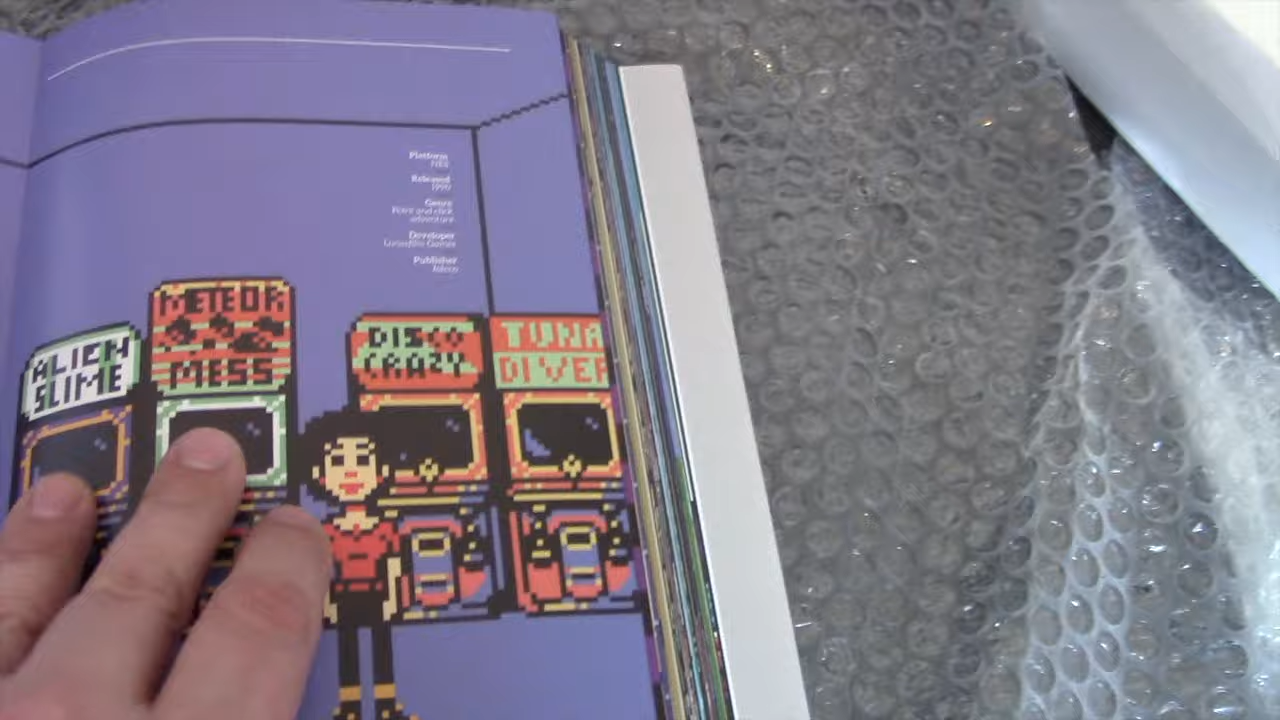 Platform
NES
Released
1990
Genre
Point and click
adventure
Developer
Lucasfilm Games
Publisher
Jaleco
ALIEN
SLIME
METEOR
MESS
DISCO
CRAZY
TUNA
DIVER